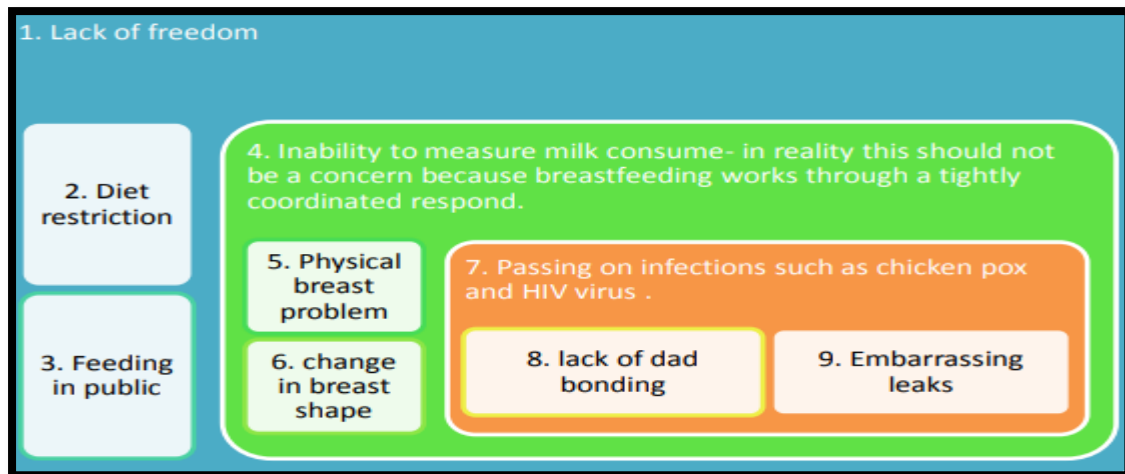 1. Lack of freedom
2. Diet
restriction
3. Feeding
in public
4. Inability to measure milk consume- in reality this should not
be a concern because breastfeeding works through a tightly
coordinated respond.
5. Physical
breast
problem
6. change
in breast
shape
7. Passing on infections such as chicken pox
and HIV virus .
8. lack of dad
bonding
9. Embarrassing
leaks